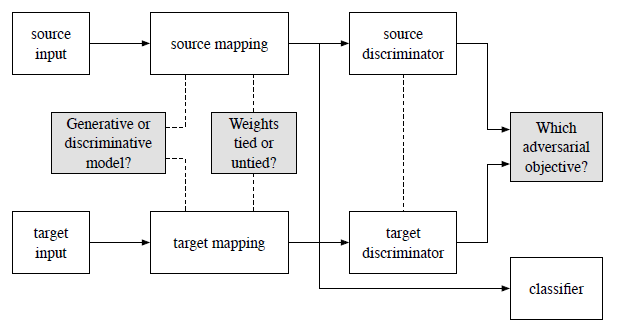 source
input
source mapping
source
discriminator
Generative or
discriminative
model?
Weights
tied or
untied?
Which
adversarial
objective?
target
input
target mapping
target
discriminator
classifier